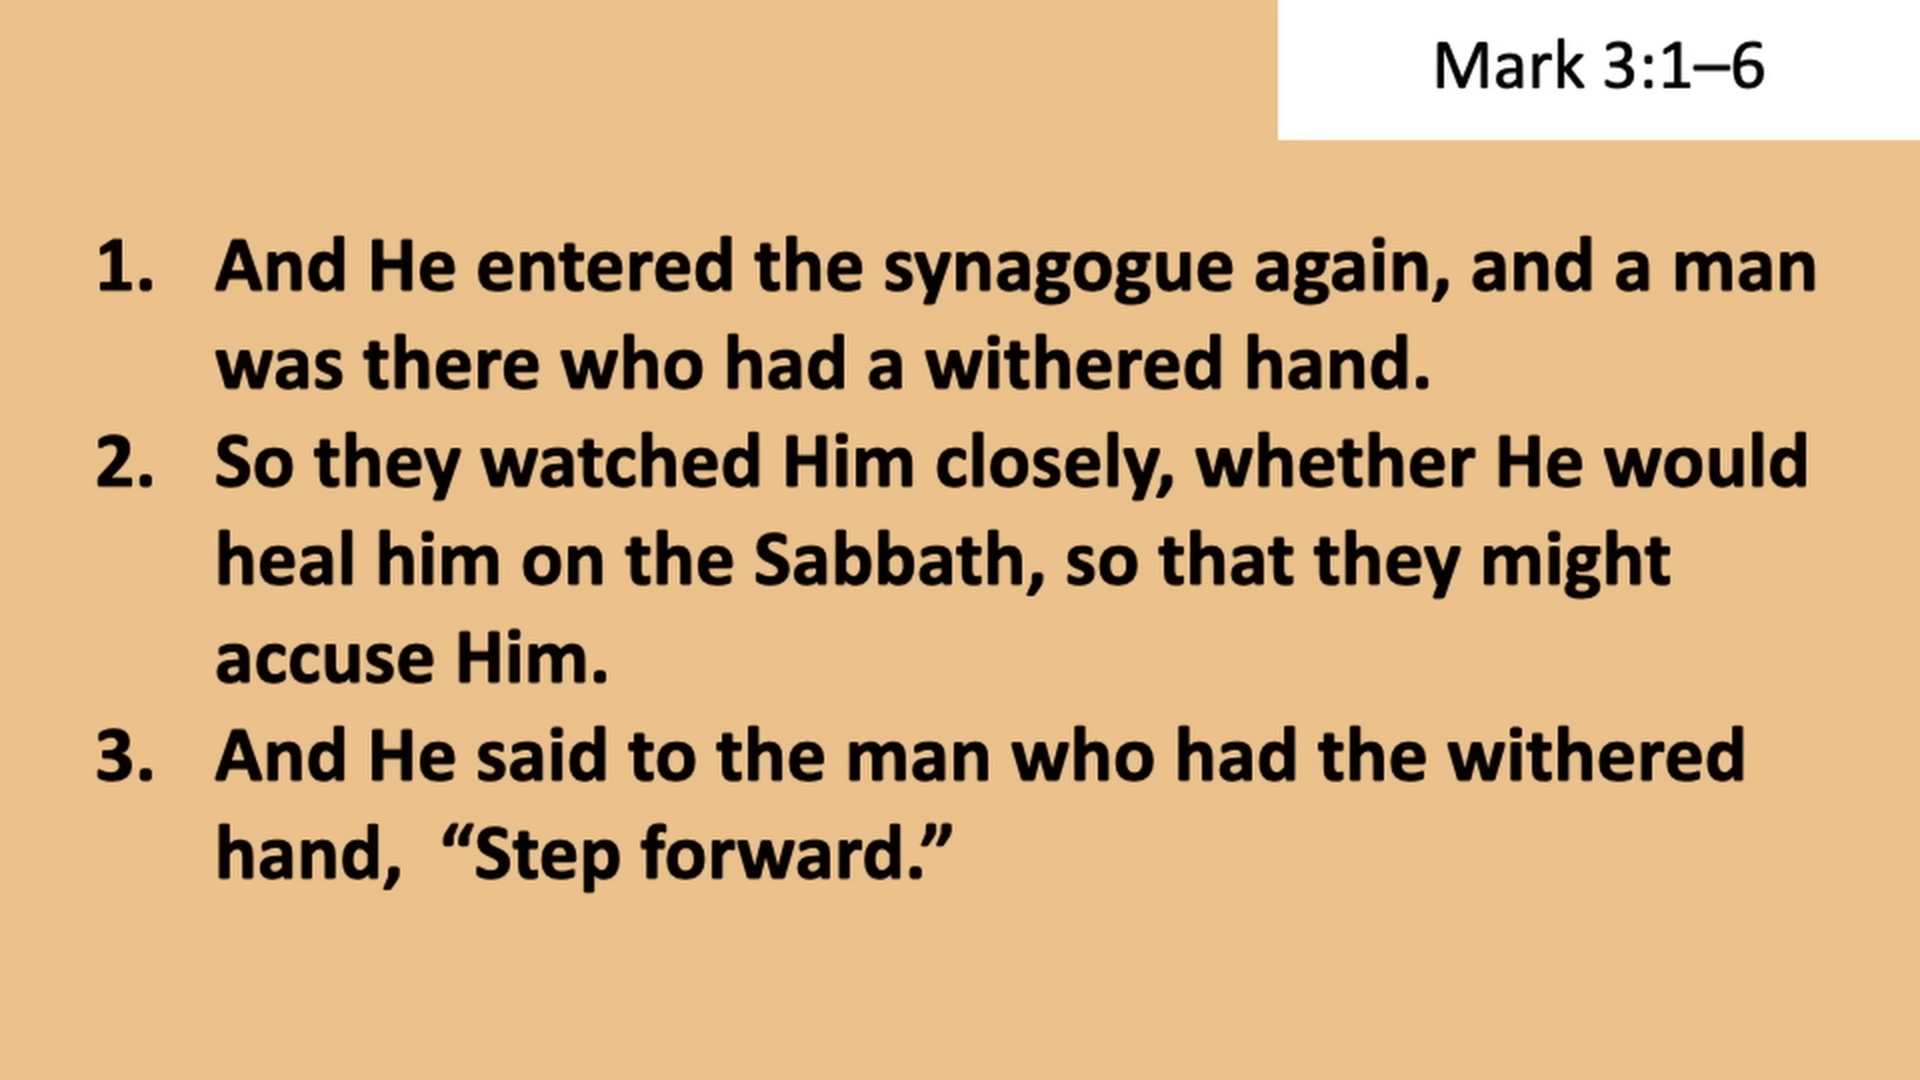 Mark 3:1–6
1. And He entered the synagogue again, and a man
was there who had a withered hand.
2. So they watched Him closely, whether He would
heal him on the Sabbath, so that they might
accuse Him.
3. And He said to the man who had the withered
hand,  “Step forward.”